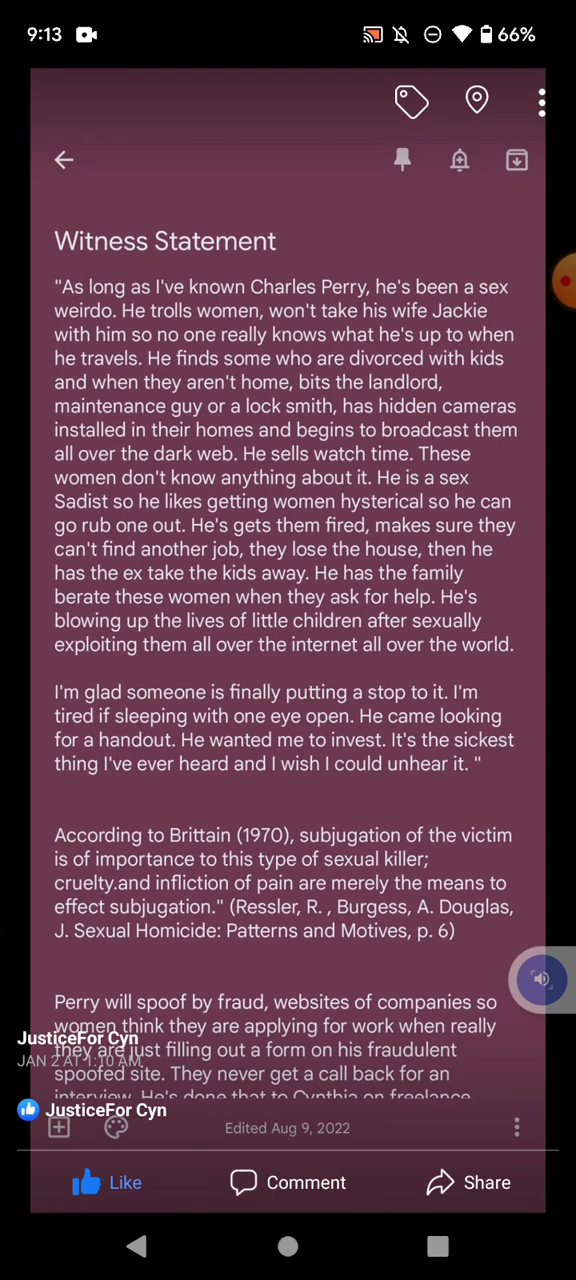 9:13
66%
Witness Statement
"As long as I've known Charles Perry, he's been a sex
weirdo. He trolls women, won't take his wife Jackie
with him so no one really knows what he's up to when
he travels. He finds some who are divorced with kids
and when they aren't home, bits the landlord,
maintenance guy or a lock smith, has hidden cameras
installed in their homes and begins to broadcast them
all over the dark web. He sells watch time. These
women don't know anything about it. He is a sex
Sadist so he likes getting women hysterical so he can
go rub one out. He's gets them fired, makes sure they
can't find another job, they lose the house, then he
has the ex take the kids away. He has the family
berate these women when they ask for help. He's
blowing up the lives of little children after sexually
exploiting them all over the internet all over the world.
I'm glad someone is finally putting a stop to it. I'm
tired if sleeping with one eye open. He came looking
for a handout. He wanted me to invest. It's the sickest
thing I've ever heard and I wish I could unhear it. "
According to Brittain (1970), subjugation of the victim
is of importance to this type of sexual killer;
cruelty.and infliction of pain are merely the means to
effect subjugation." (Ressler, R. , Burgess, A. Douglas,
J. Sexual Homicide: Patterns and Motives, p. 6)
Perry will spoof by fraud, websites of companies so
women think they are applying for work when really
JusticeFor Cyn
they are just filling out a form on his fraudulent
JAN 2 AT 1:10 AM
spoofed site. They never get a call back for an
interview. He's done that to Cynthia on freelance
JusticeFor Cyn
Edited Aug 9, 2022
Like
Comment
Share